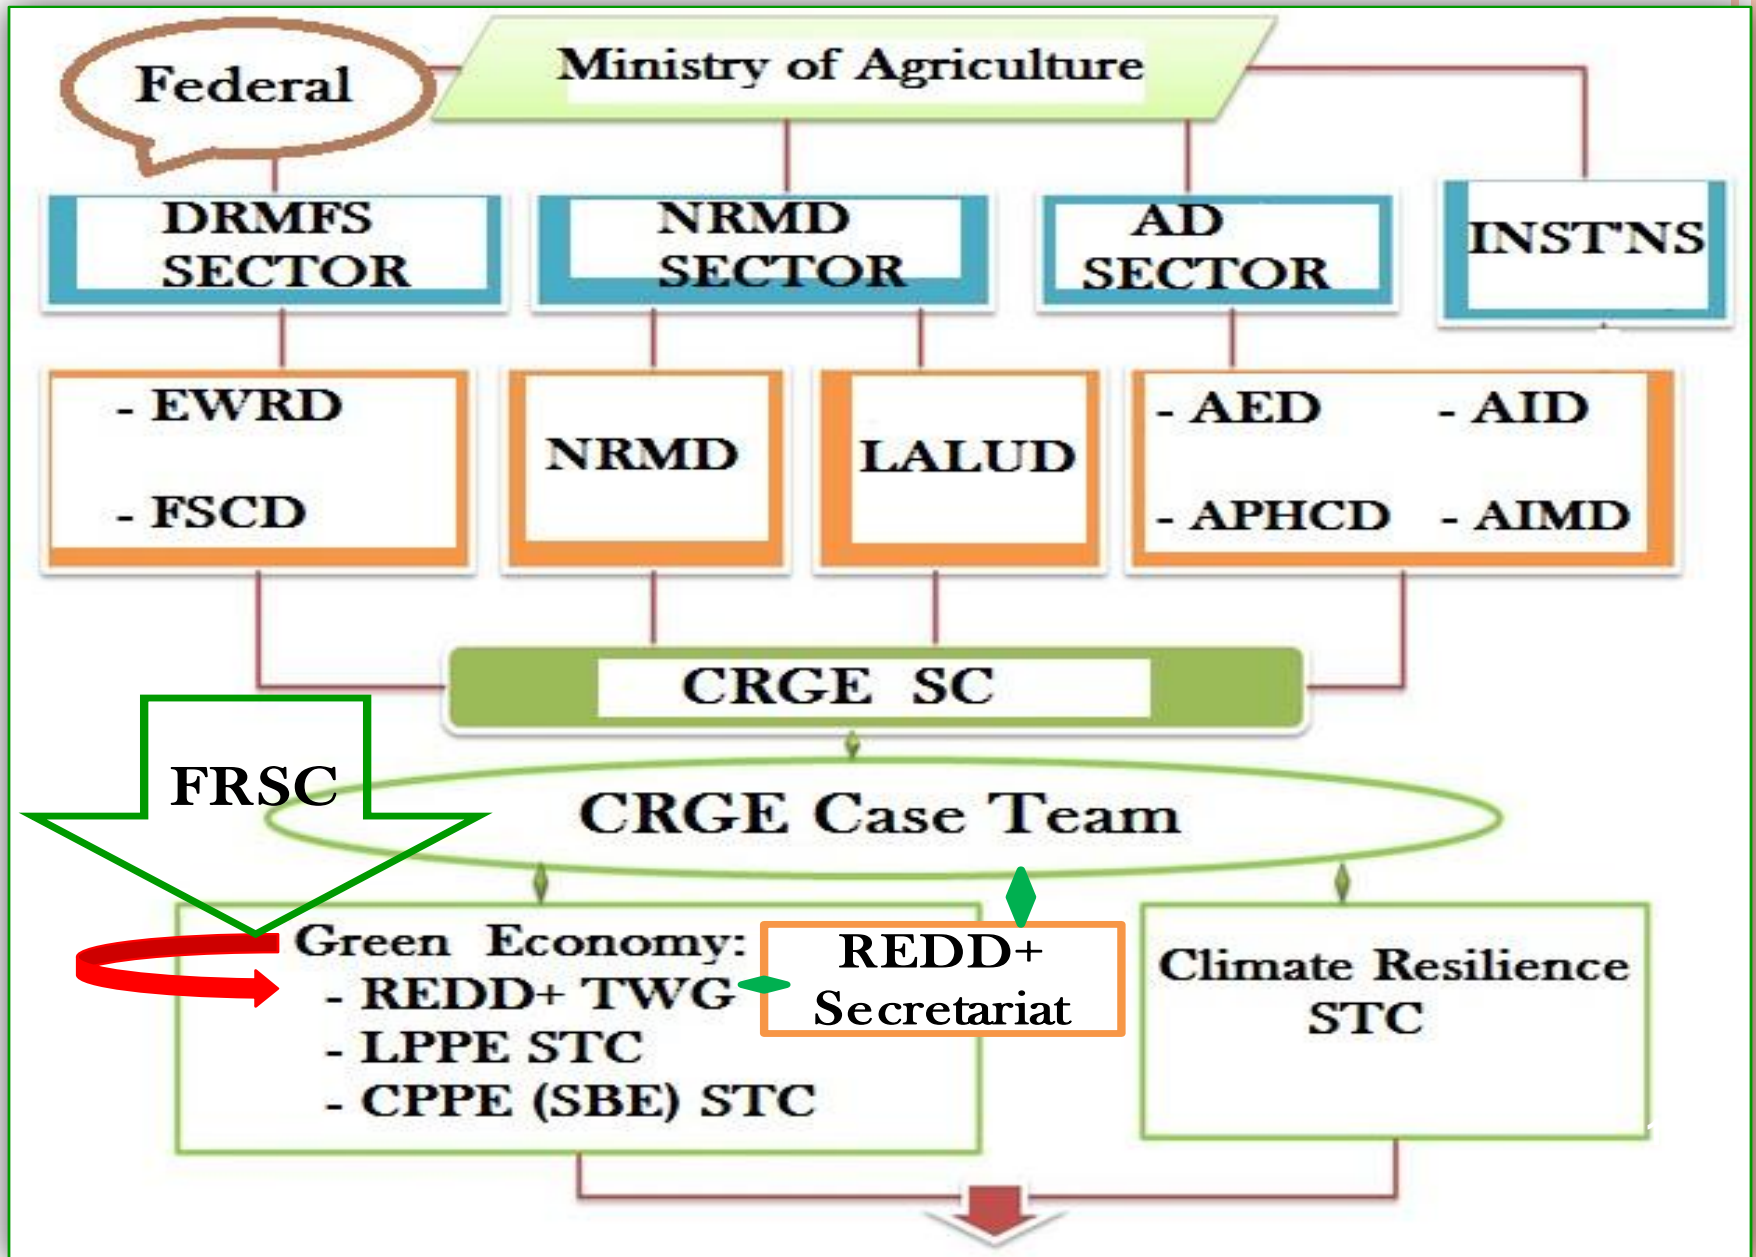 Federal
Ministry of Agriculture
DRMFS
SECTOR
NRMD
SECTOR
AD
SECTOR
INST'NS
- EWRD
- FSCD
NRMD
LALUD
- AED - AID
- APHCD - AIMD
CRGE SC
FRSC
CRGE Case Team
Green Economy:
- REDD+ TWG
- LPPE STC
- CPPE (SBE) STC
REDD+
Secretariat
Climate Resilience
STC